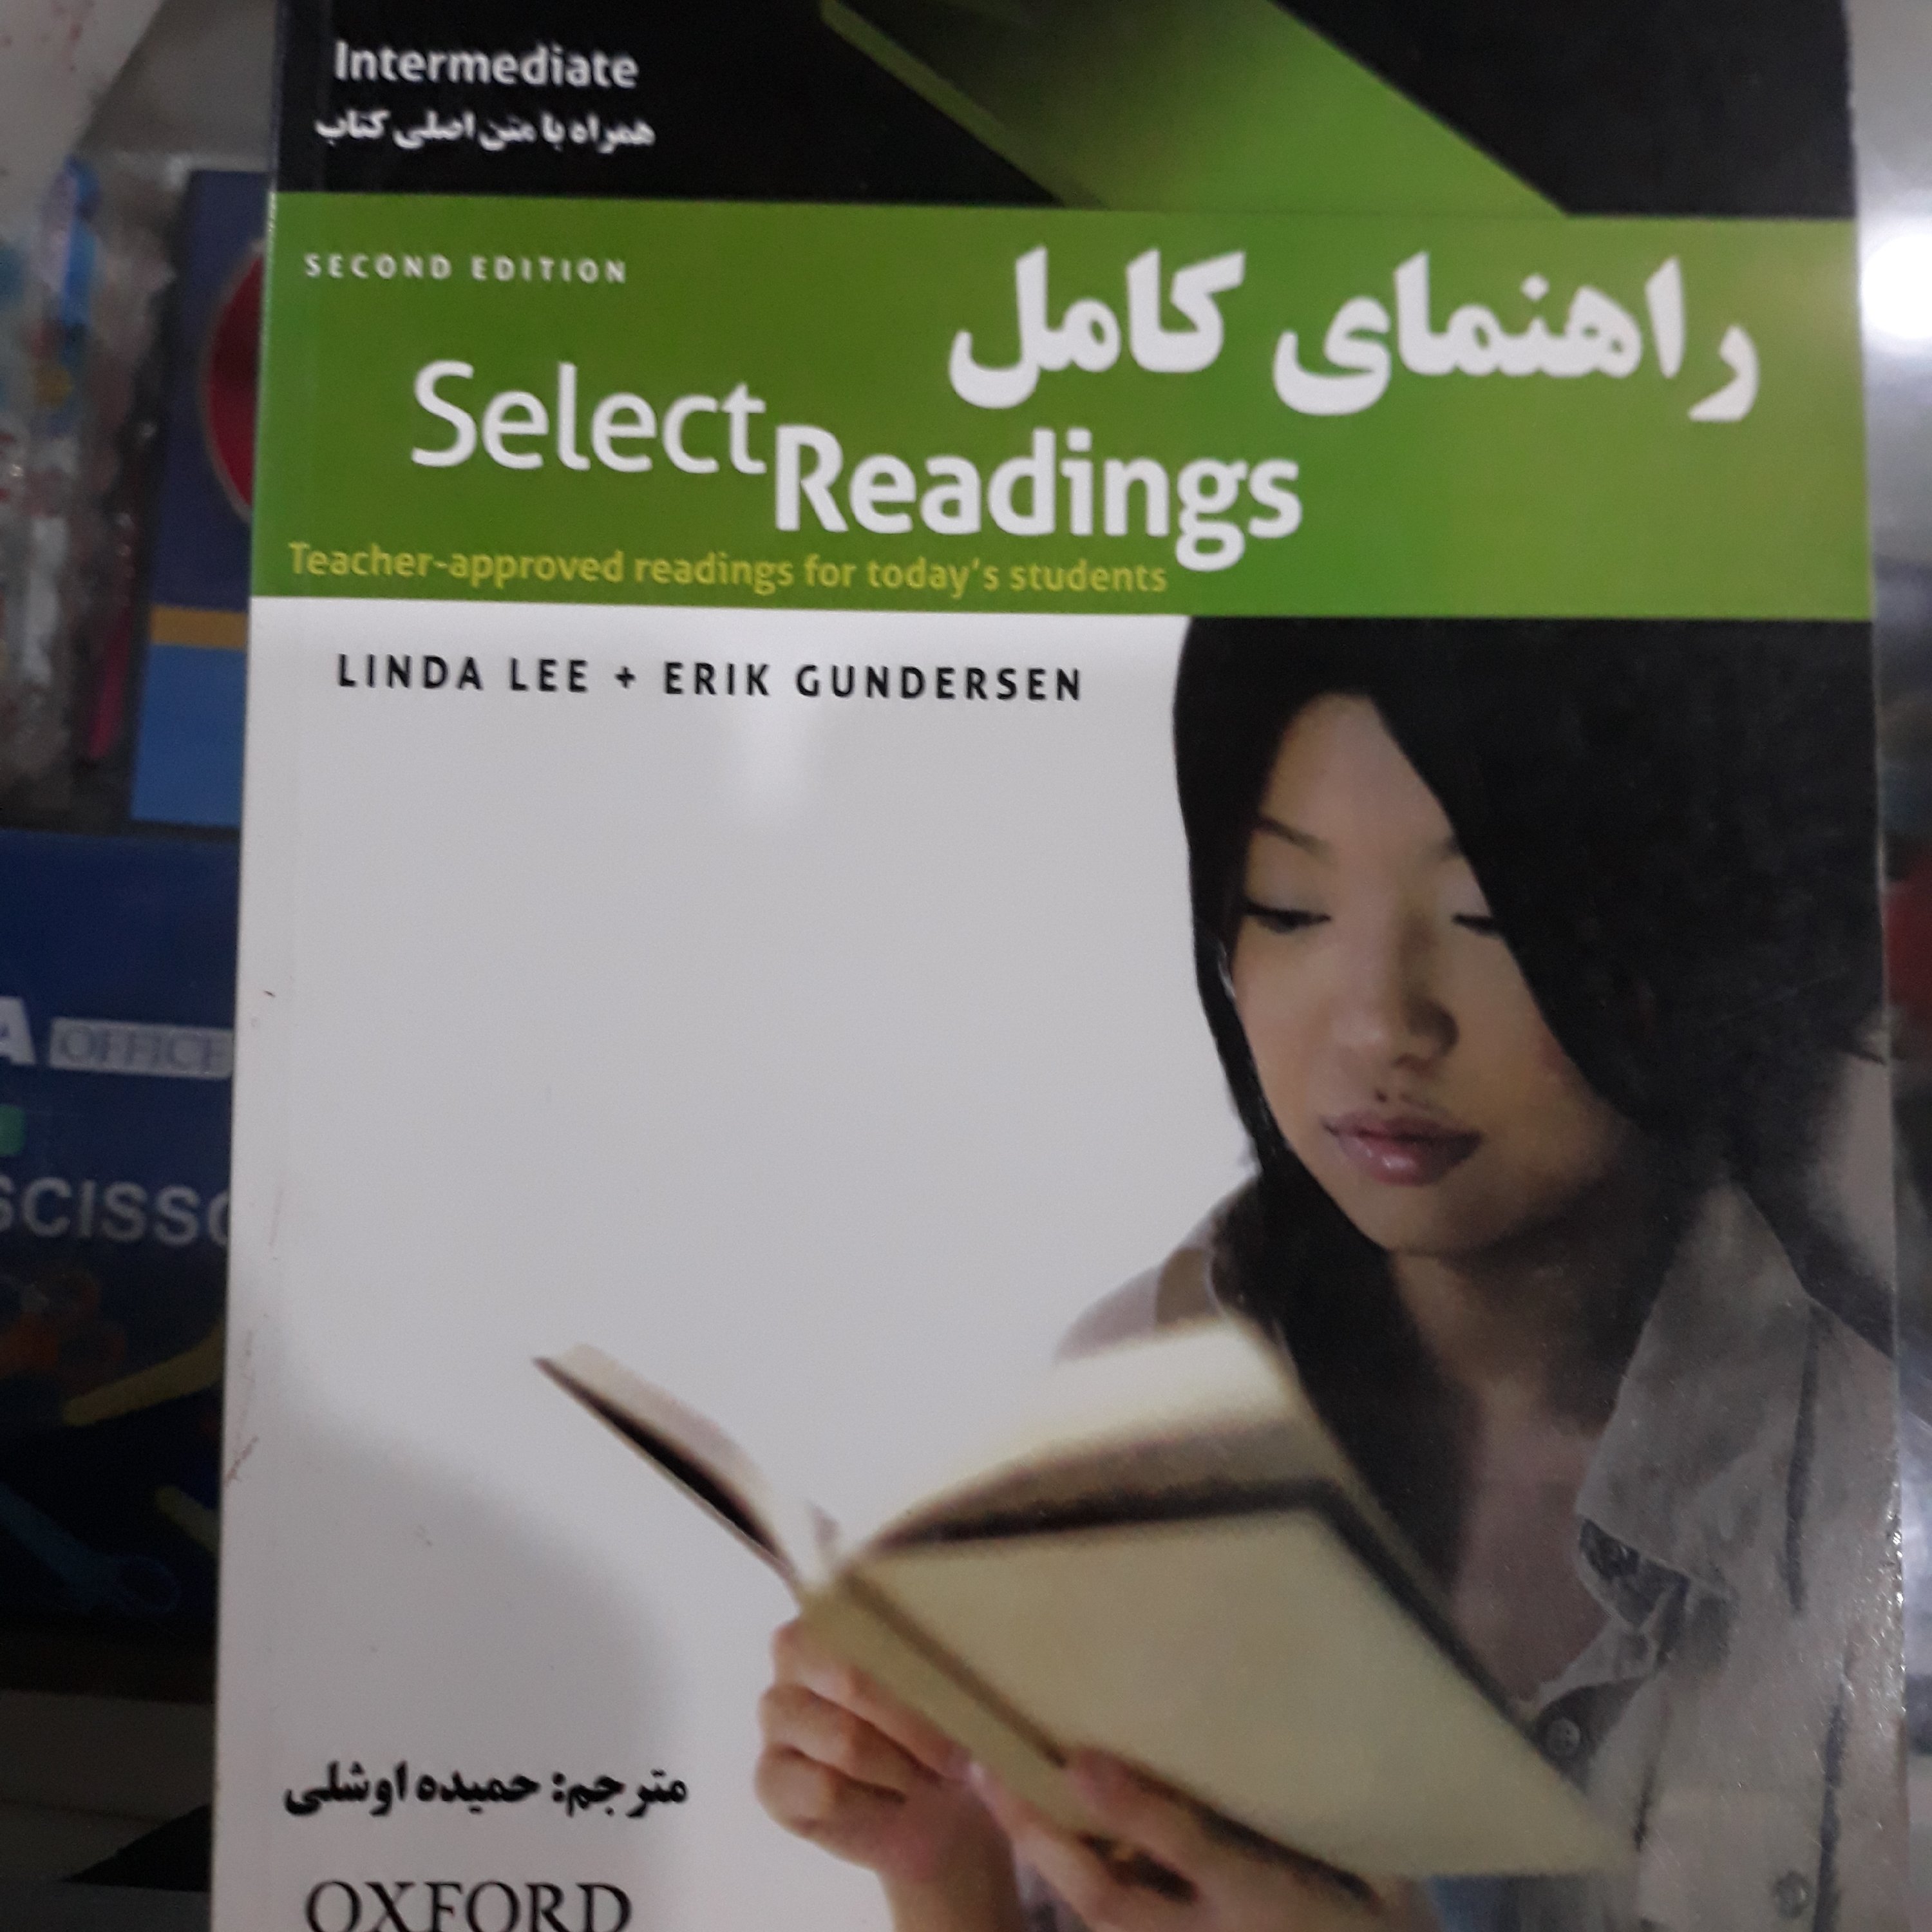 Intermediate
همراه با متن اصلی کتاب
SECOND EDITION
راهنمای کامل
Select
Readings
Teacher-approved readings for today's students
LINDA LEE + ERIK GUNDERSEN
OFFICE
مترجم: حمیده اوشلی
OXFORD